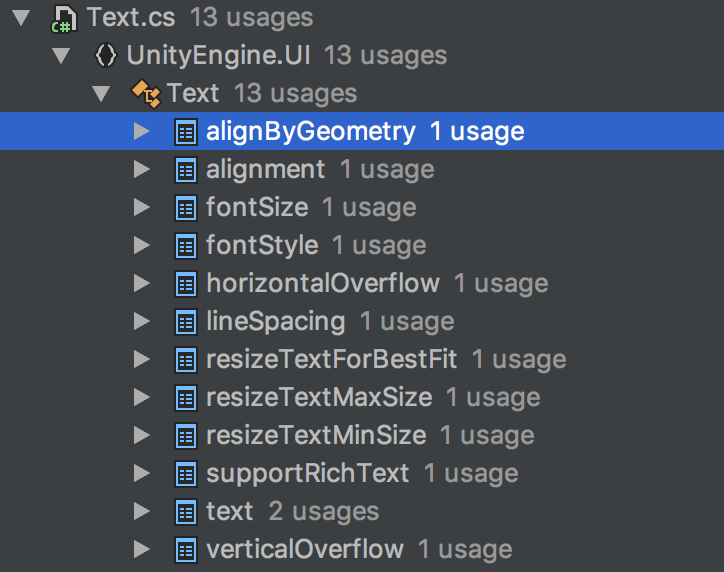 C# Text.cs 13 usages
UnityEngine.UI 13 usages
Text 13 usages
alignByGeometry 1 usage
alignment 1 usage
fontSize 1 usage
fontStyle 1 usage
horizontalOverflow 1 usage
lineSpacing 1 usage
resizeTextForBestFit 1 usage
resizeTextMaxSize 1 usage
resizeTextMinSize 1 usage
supportRichText 1 usage
text 2 usages
verticalOverflow 1 usage